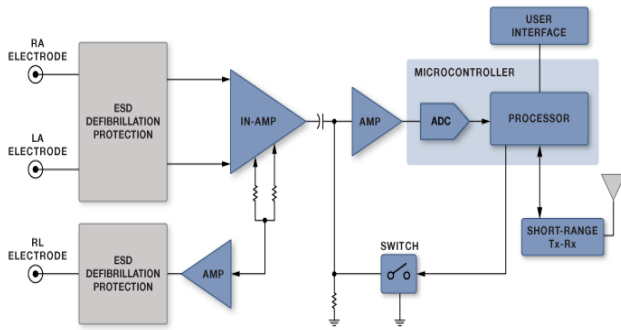 RA
ELECTRODE
ESD
DEFIBRILLATION
PROTECTION
LA
ELECTRODE
IN-AMP
AMP
MICROCONTROLLER
ADC
PROCESSOR
USER
INTERFACE
SHORT-RANGE
Tx-Rx
SWITCH
RL
ELECTRODE
ESD
DEFIBRILLATION
PROTECTION
AMP